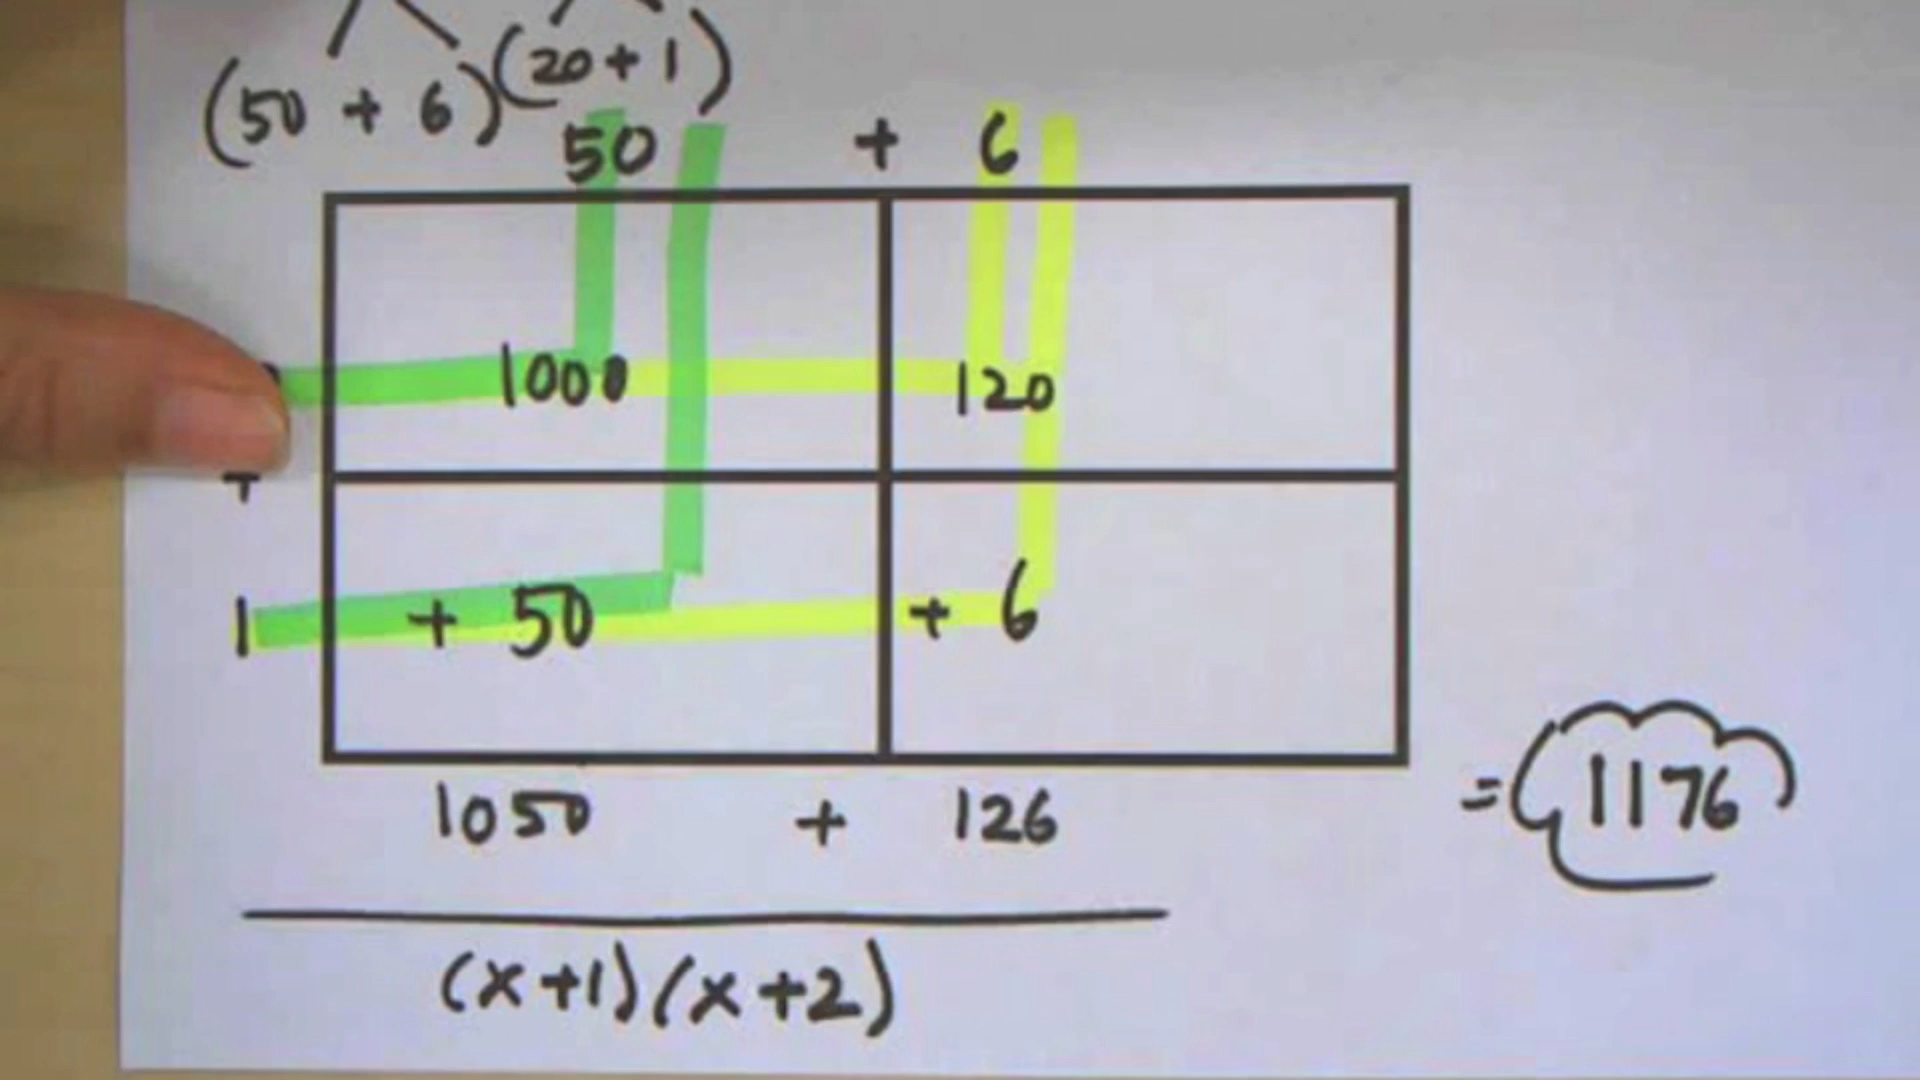 (50 + 6)(20 + 1)
50 + 6
1000 120
+
1 + 50 + 6
1050 + 126
= 1176
(x+1)(x+2)